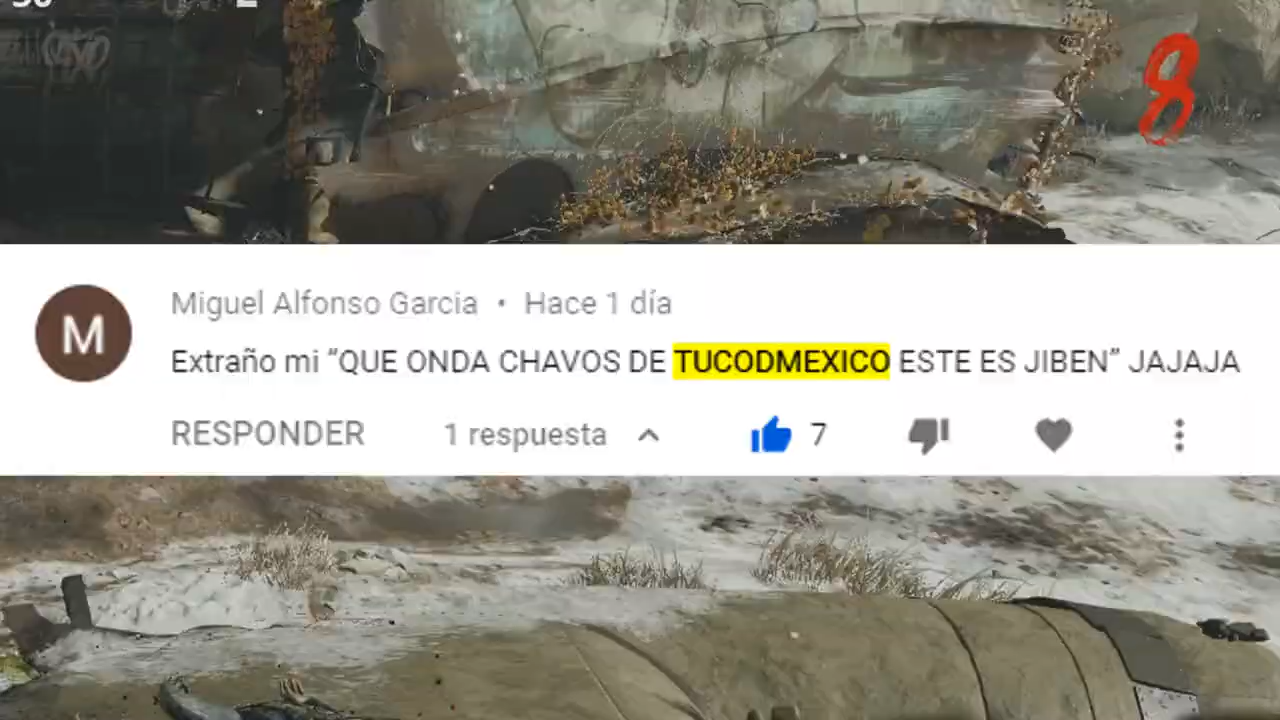 8
M
Miguel Alfonso Garcia • Hace 1 día
Extraño mi “QUE ONDA CHAVOS DE TUCODMEXICO ESTE ES JIBEN” JAJAJA
RESPONDER 1 respuesta 7